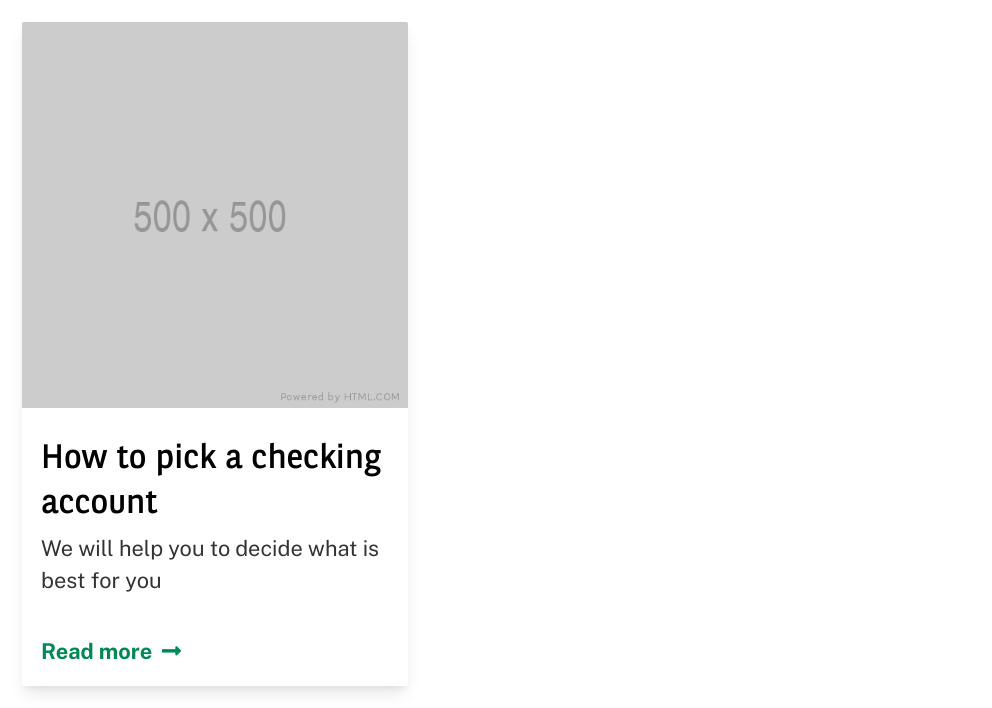 500 x 500
Powered by HTML.COM
How to pick a checking
account
We will help you to decide what is
best for you
Read more